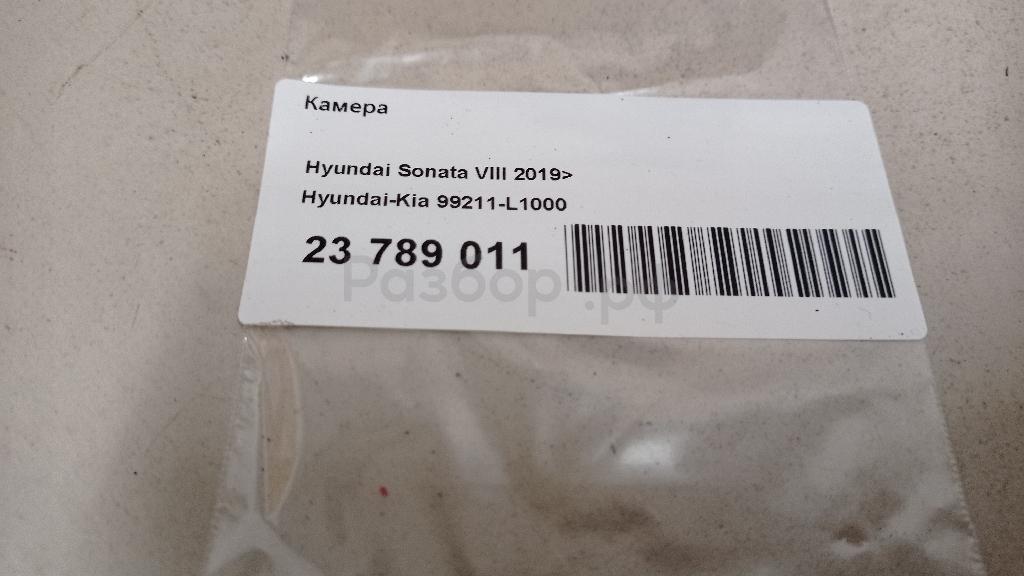 Камера
Hyundai Sonata VIII 2019>
Hyundai-Kia 99211-L1000
23 789 011
Разбор.рф